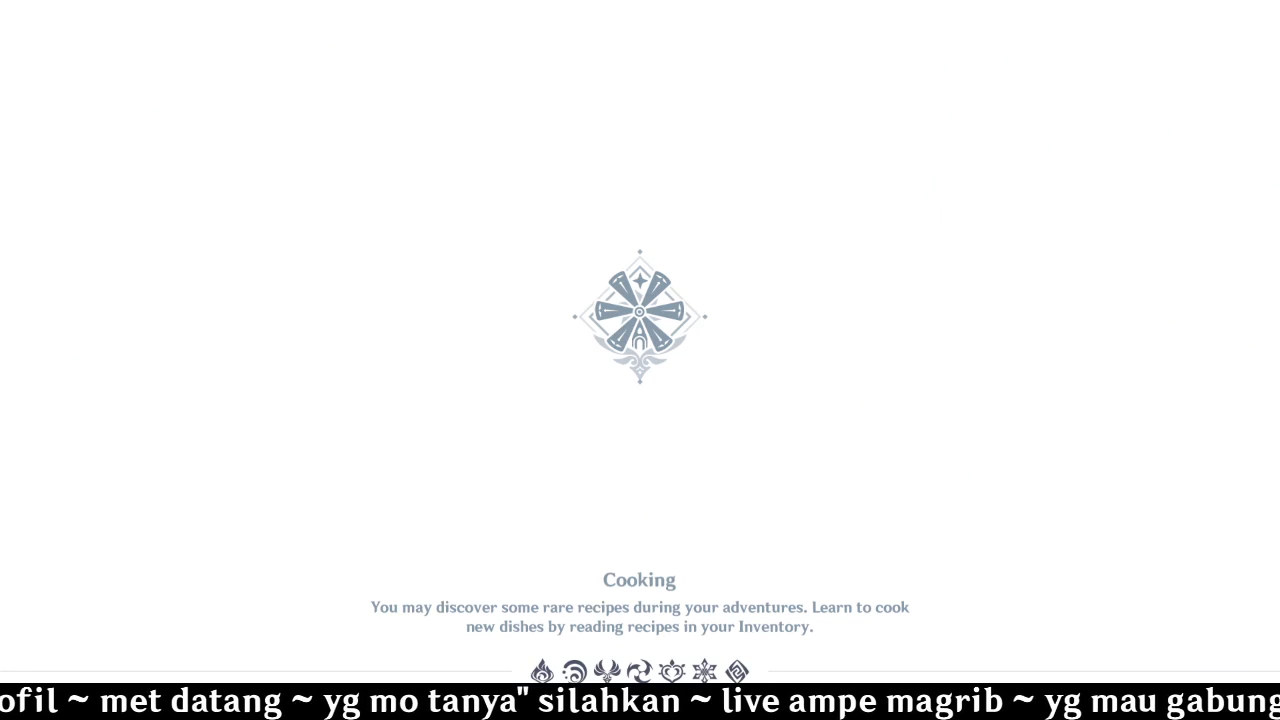 Cooking
You may discover some rare recipes during your adventures. Learn to cook
new dishes by reading recipes in your Inventory.
ofil ~ met datang ~ yg mo tanya" silahkan ~ live ampe magrib ~ yg mau gabung